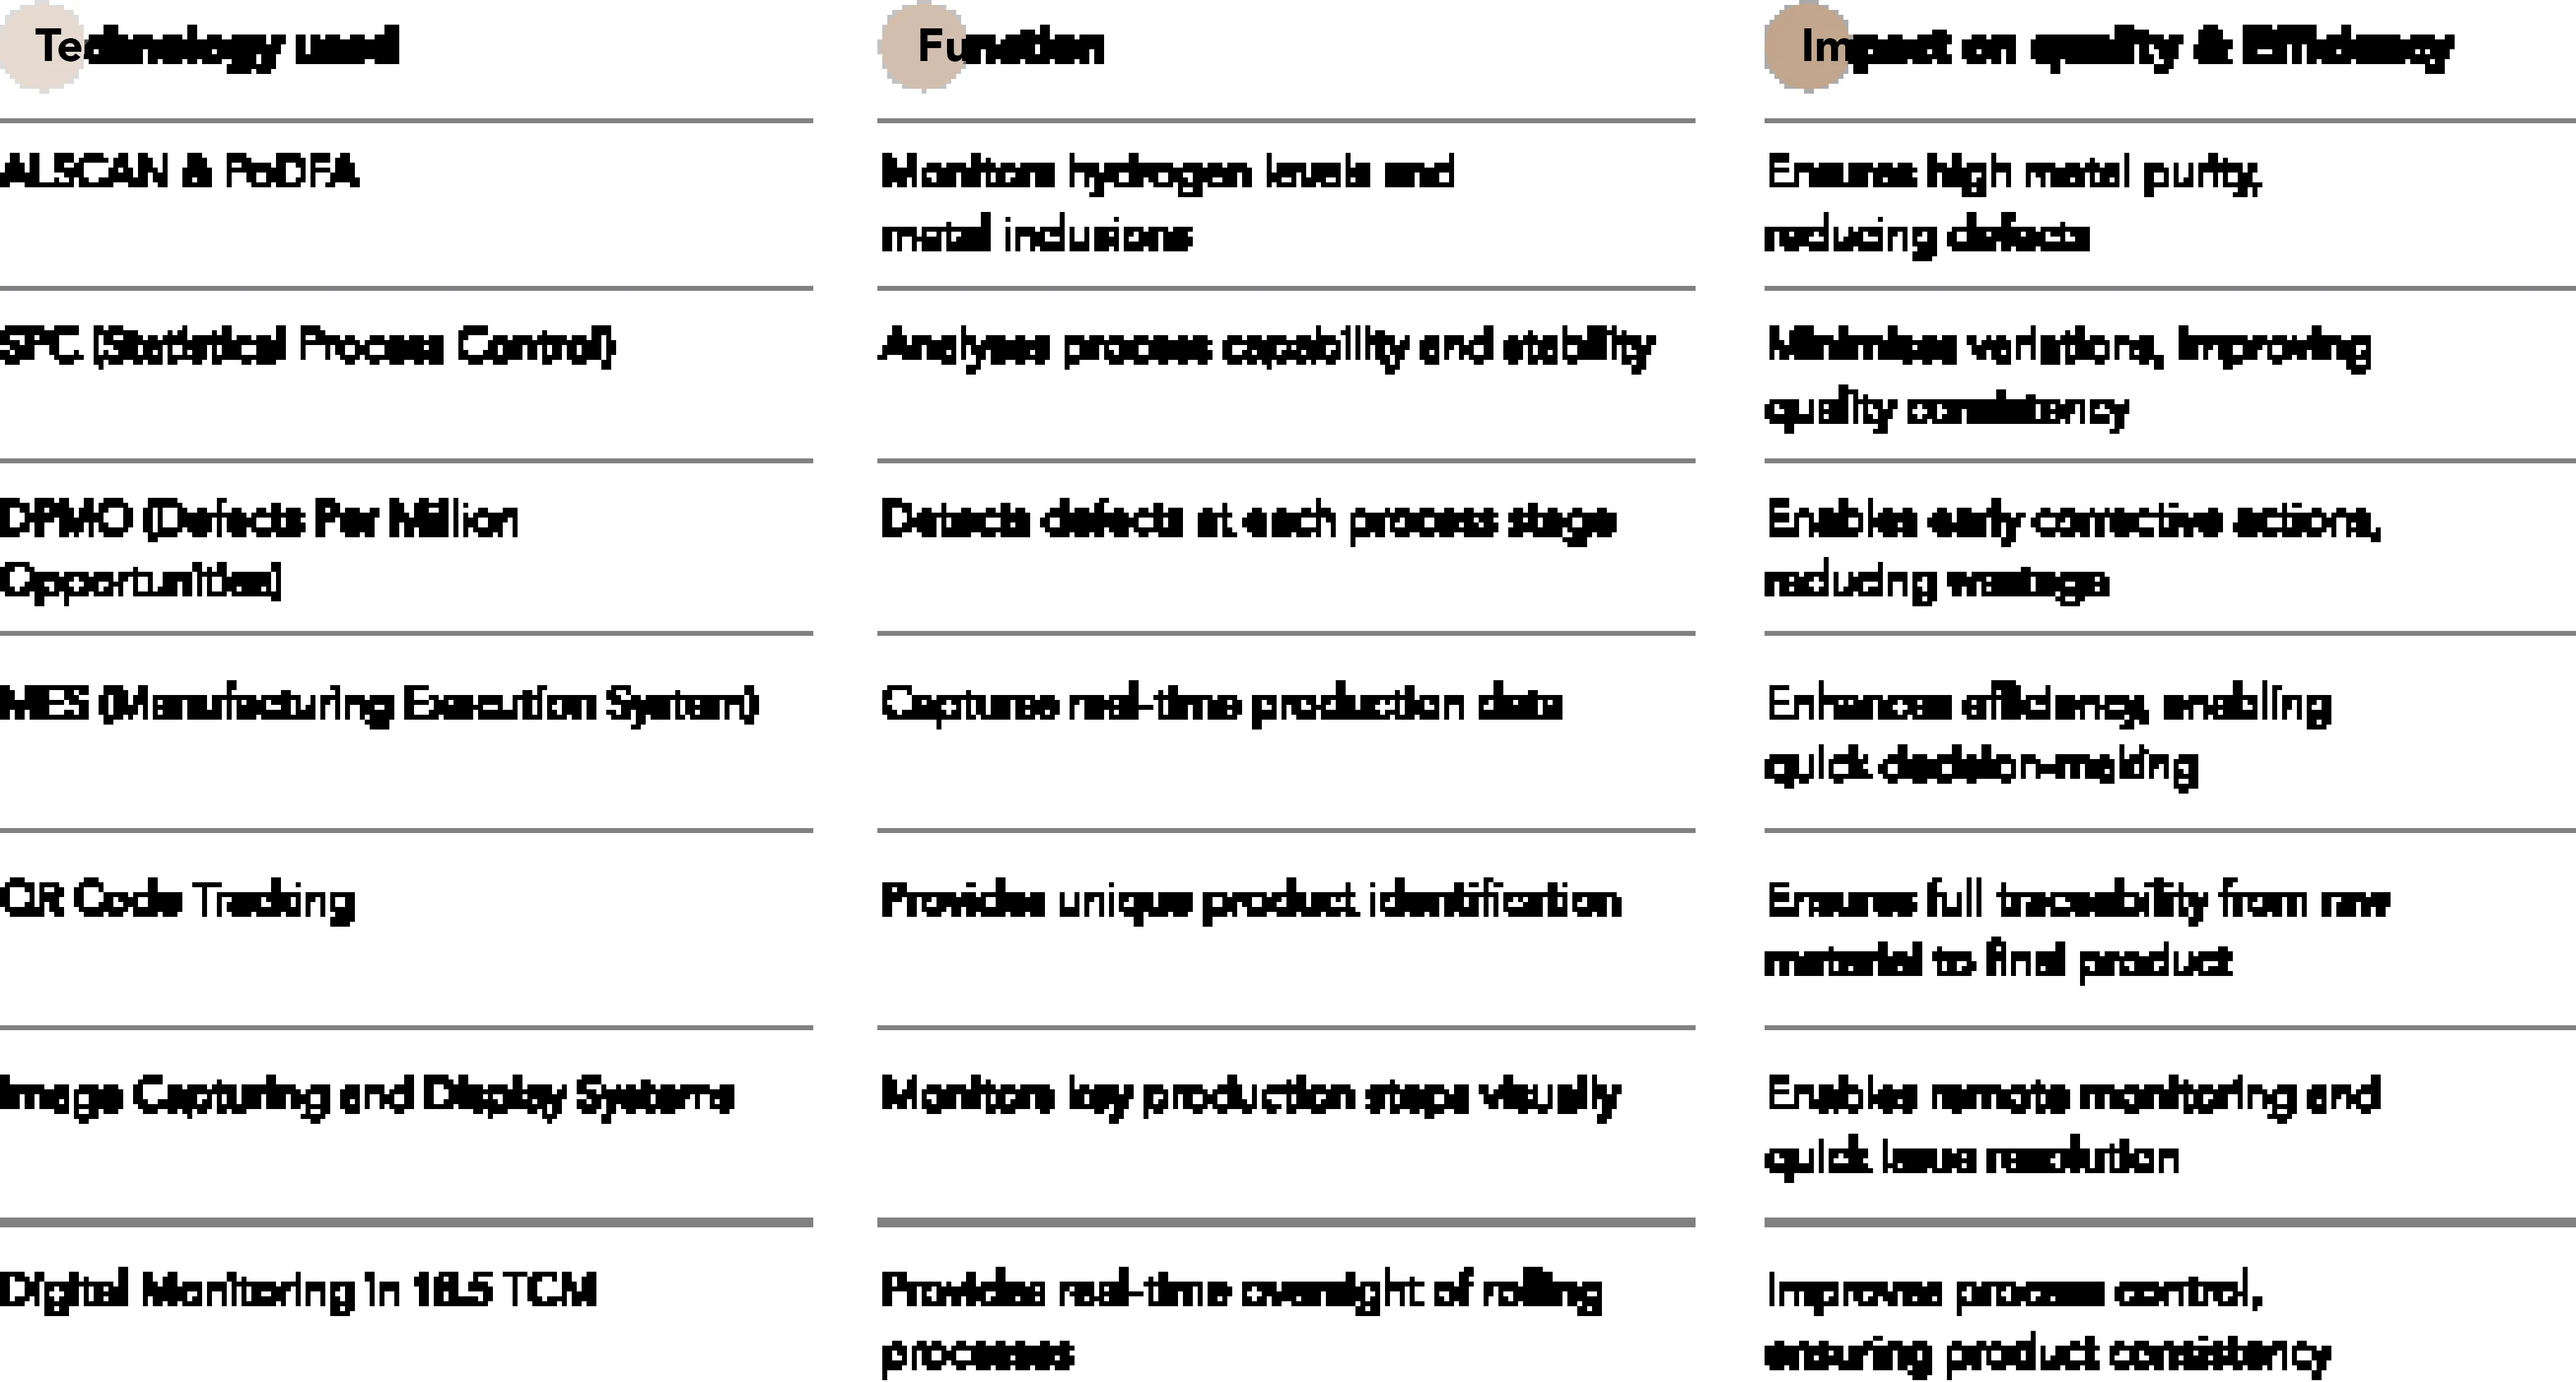 Technology used
Function
Impact on quality & Efficiency
ALSCAN & PoDFA
Monitors hydrogen levels and
metal inclusions
Ensures high metal purity,
reducing defects
SPC (Statistical Process Control)
Analyses process capability and stability
Minimises variations, improving
quality consistency
DPMO (Defects Per Million
Opportunities)
Detects defects at each process stage
Enables early corrective actions,
reducing wastage
MES (Manufacturing Execution System)
Captures real-time production data
Enhances efficiency, enabling
quick decision-making
QR Code Tracking
Provides unique product identification
Ensures full traceability from raw
material to final product
Image Capturing and Display Systems
Monitors key production steps visually
Enables remote monitoring and
quick issue resolution
Digital Monitoring in TCM
Provides real-time oversight of rolling
processes
Improves process control,
ensuring product consistency